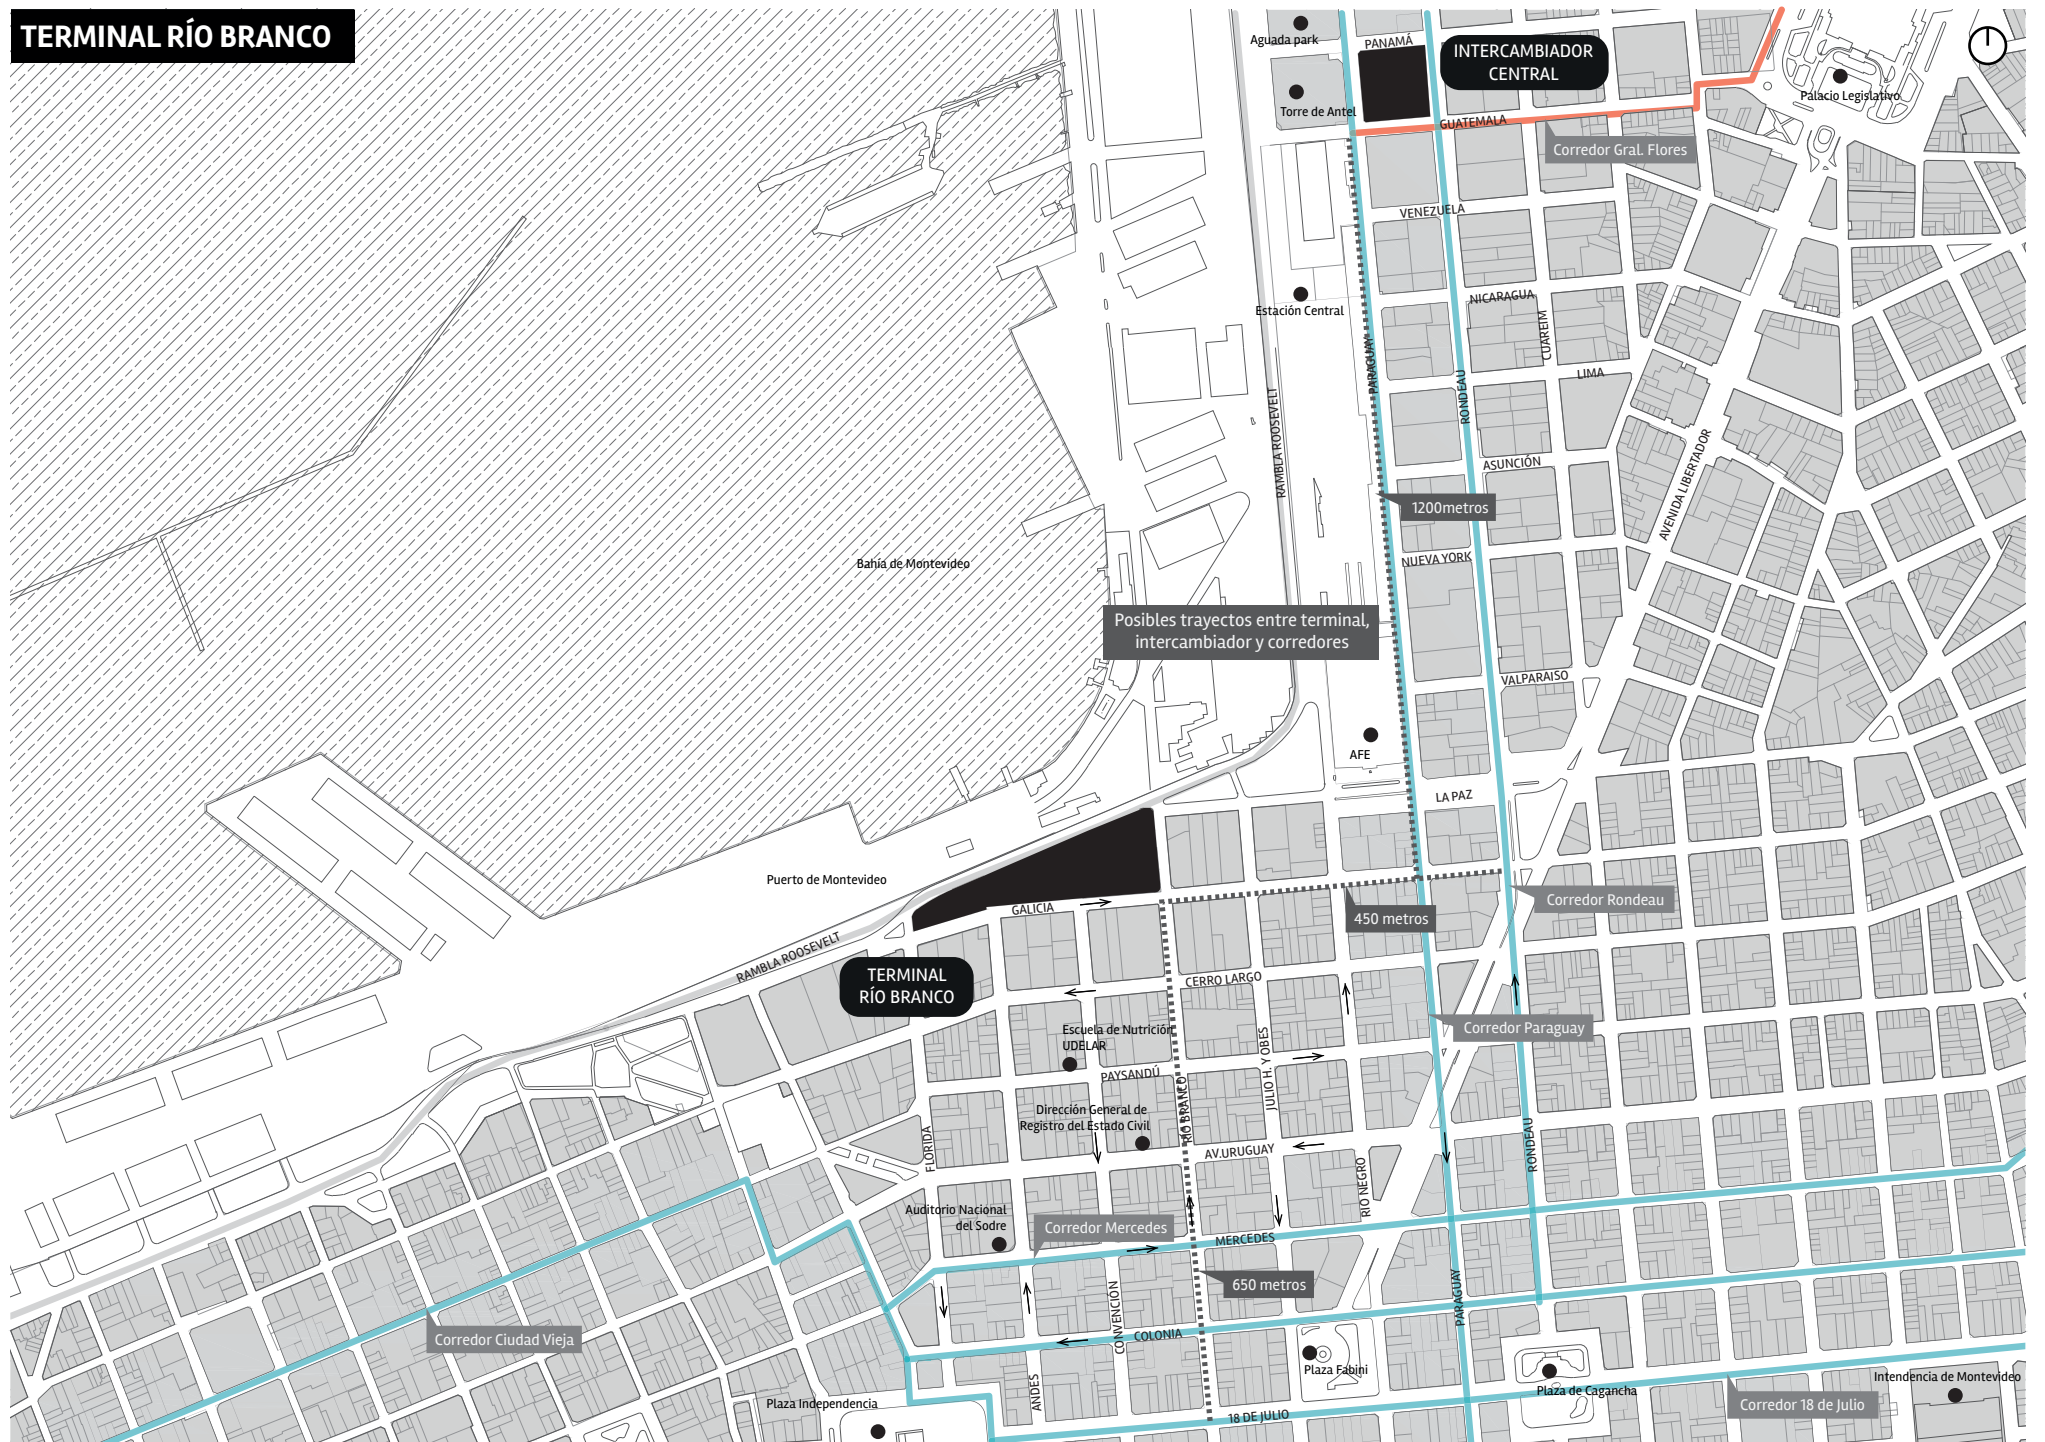 TERMINAL RÍO BRANCO
Aguada park
PANAMÁ
INTERCAMBIADOR
CENTRAL
Palacio Legislativo
Torre de Antel
GUATEMALA
Corredor Gral. Flores
VENEZUELA
NICARAGUA
Estación Central
CUAREIM
PARAGUAY
LIMA
RONDEAU
RAMBLA ROOSEVELT
ASUNCIÓN
AVENIDA LIBERTADOR
1200metros
NUEVA YORK
Bahía de Montevideo
Posibles trayectos entre terminal,
intercambiador y corredores
VALPARAISO
AFE
LA PAZ
Puerto de Montevideo
Corredor Rondeau
GALICIA
450 metros
RAMBLA ROOSEVELT
TERMINAL
RÍO BRANCO
CERRO LARGO
Escuela de Nutrición
UDELAR
Corredor Paraguay
JULIO H. Y OBES
PAYSANDÚ
RÍO BRANCO
Dirección General de
Registro del Estado Civil
FLORIDA
AV.URUGUAY
RONDEAU
RÍO NEGRO
Auditorio Nacional
del Sodre
Corredor Mercedes
MERCEDES
650 metros
PARAGUAY
CONVENCIÓN
COLONIA
Corredor Ciudad Vieja
Plaza Fabini
Plaza de Cagancha
Intendencia de Montevideo
ANDES
Plaza Independencia
Corredor 18 de Julio
18 DE JULIO